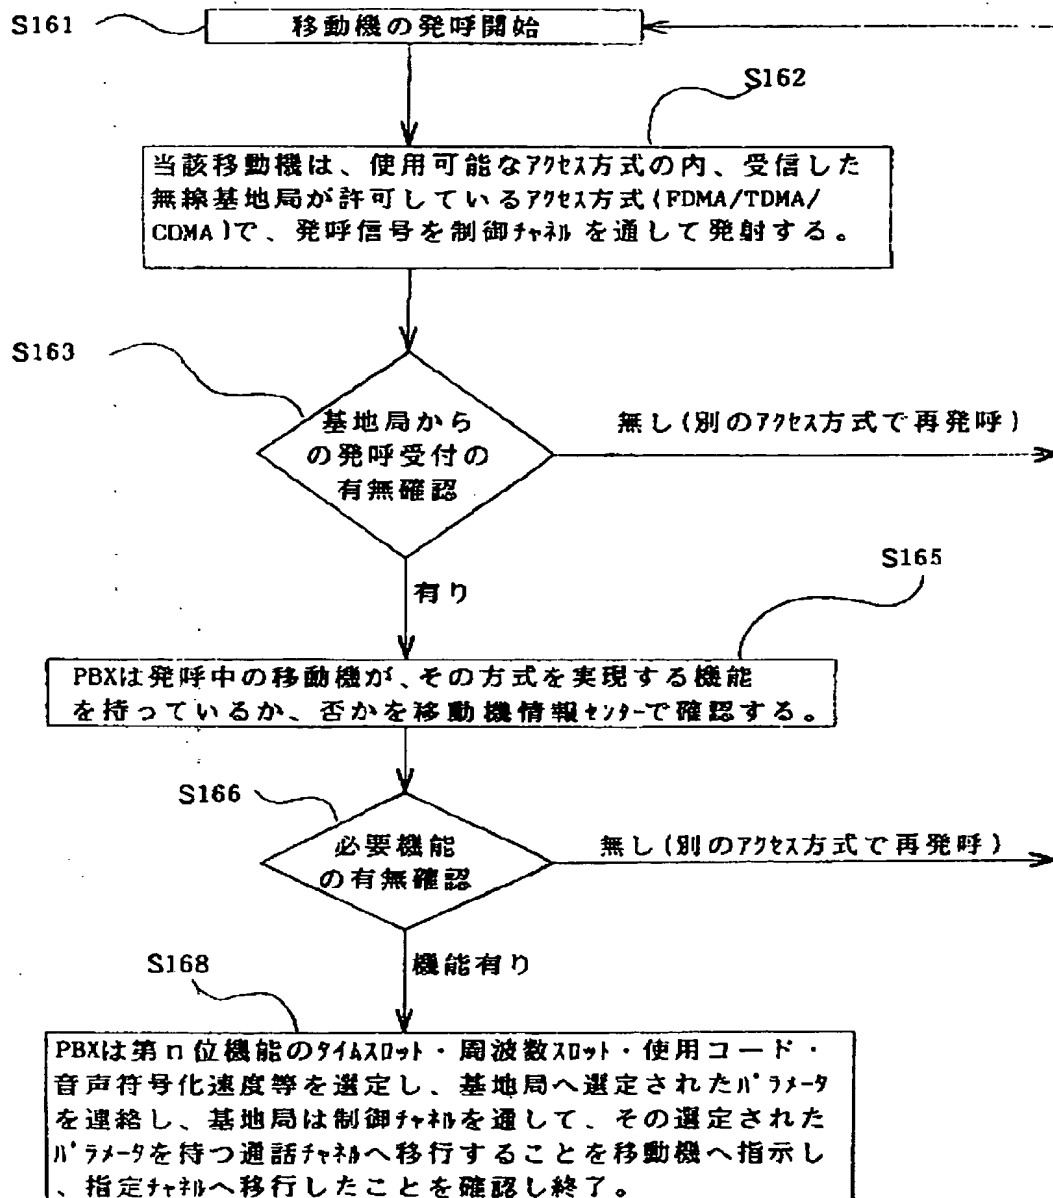 S161
移動機の発呼開始
S162
当該移動機は、使用可能なｱｸｾｽ方式の内、受信した
無線基地局が許可しているｱｸｾｽ方式(FDMA/TDMA/
CDMA)で、発呼信号を制御ﾁｬﾈﾙを通して発射する。
S163
基地局から
の発呼受付の
有無確認
無し(別のｱｸｾｽ方式で再発呼)
有り
S165
PBXは発呼中の移動機が、その方式を実現する機能
を持っているか、否かを移動機情報ｾﾝﾀｰで確認する。
S166
必要機能
の有無確認
無し(別のｱｸｾｽ方式で再発呼)
機能有り
S168
PBXは第n位機能のﾀｲﾑｽﾛｯﾄ・周波数ｽﾛｯﾄ・使用コード・
音声符号化速度等を選定し、基地局へ選定されたﾊﾟﾗﾒｰﾀ
を連絡し、基地局は制御ﾁｬﾈﾙを通して、その選定された
ﾊﾟﾗﾒｰﾀを待つ通話ﾁｬﾈﾙへ移行することを移動機へ指示し
、指定ﾁｬﾈﾙへ移行したことを確認し終了。